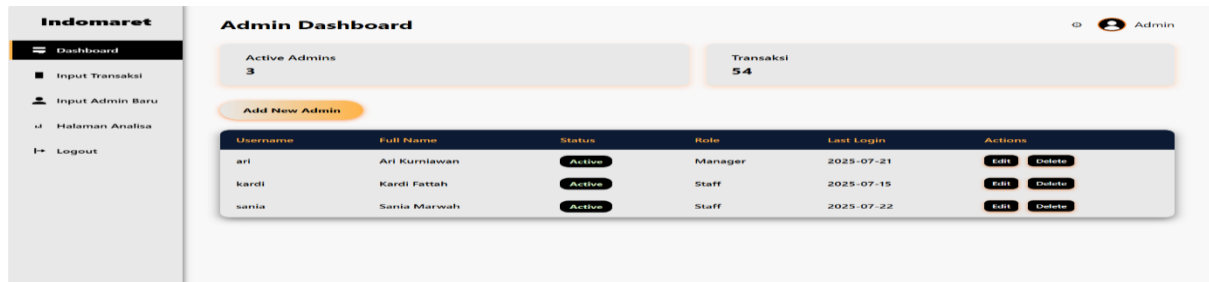 Indomaret
Dashboard
Input Transaksi
Input Admin Baru
Halaman Analisa
Logout
Admin Dashboard
Admin
Active Admins
3
Transaksi
54
Add New Admin
Username Full Name Status Role Last Login Actions
ari Ari Kurniawan Active Manager 2025-07-21 Edit Delete
kardi Kardi Fattah Active Staff 2025-07-15 Edit Delete
sania Sania Marwah Active Staff 2025-07-22 Edit Delete